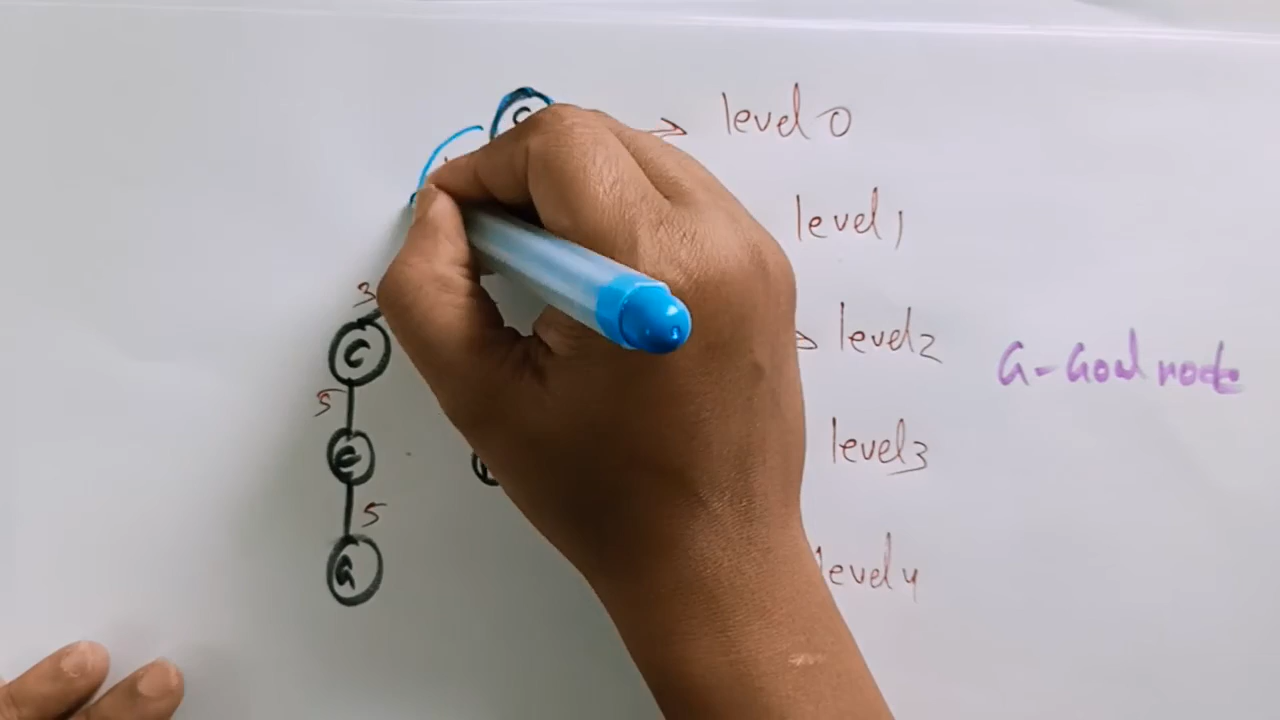 level 0
level 1
3
C
level 2
G-Goal node
5
e
level 3
5
G
level 4